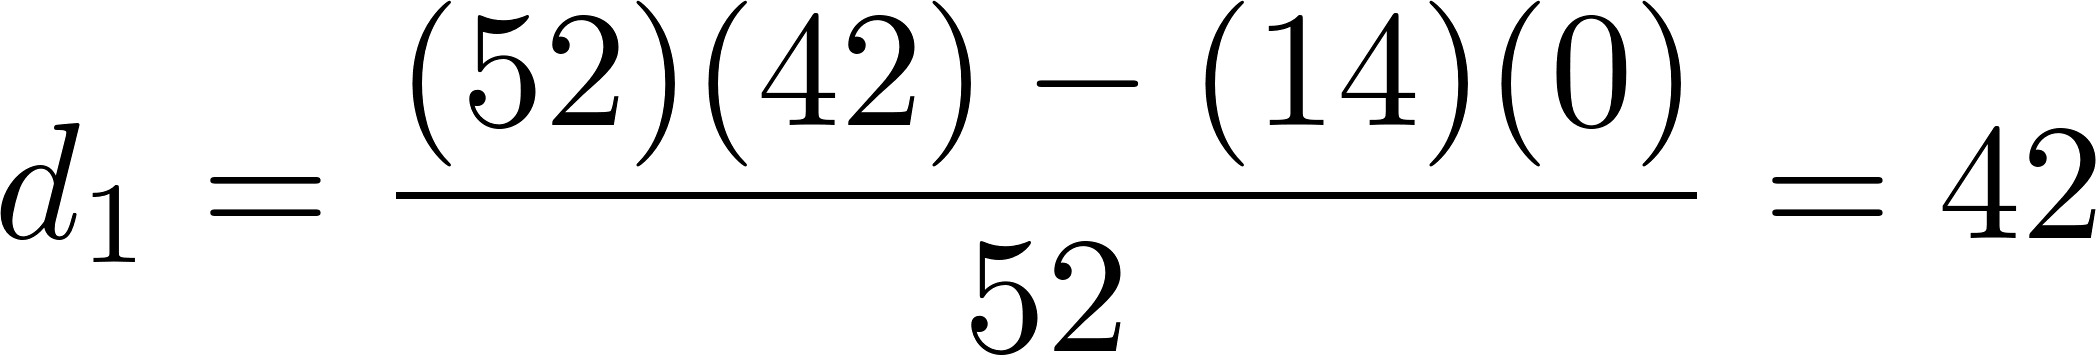 d_1 = \frac{(52)(42) - (14)(0)}{52} = 42